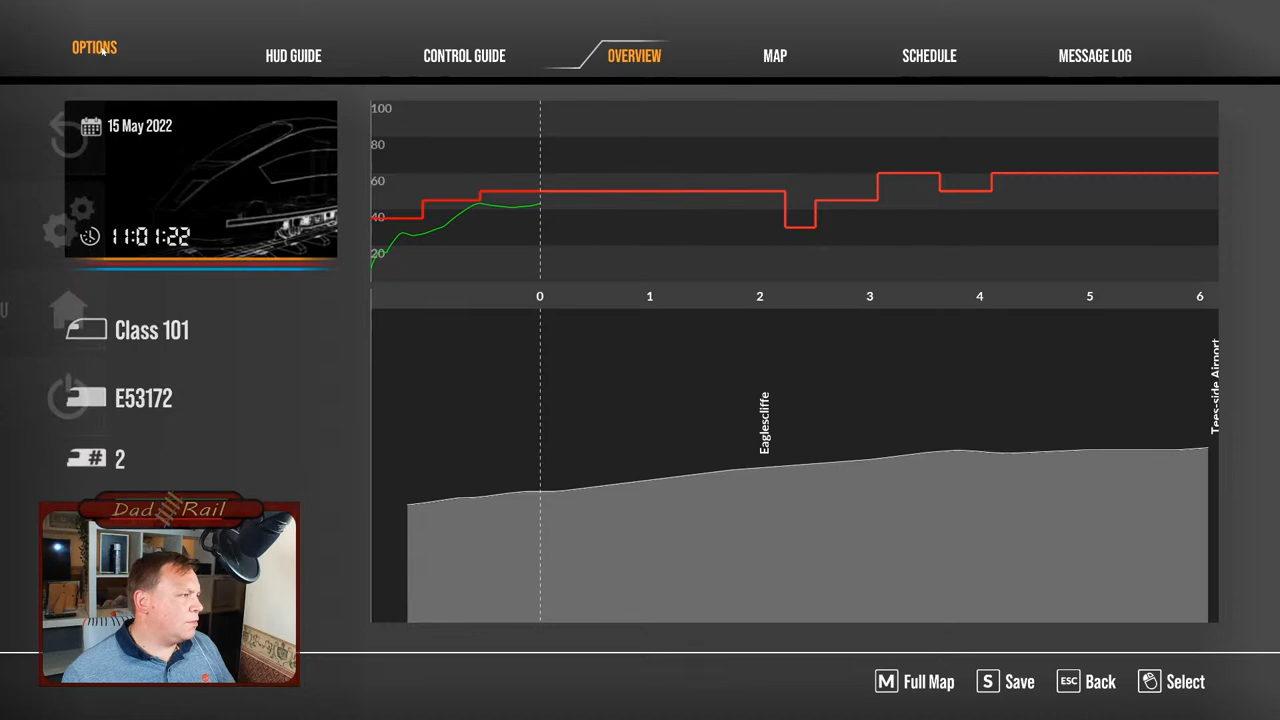 OPTIONS
HUD GUIDE
CONTROL GUIDE
OVERVIEW
MAP
SCHEDULE
MESSAGE LOG
15 May 2022
11:01:22
Class 101
E53172
# 2
100
80
60
40
20
0 1 2 3 4 5 6
Eaglescliffe
Tees-side Airport
Dad Rail
M Full Map
S Save
ESC Back
Select